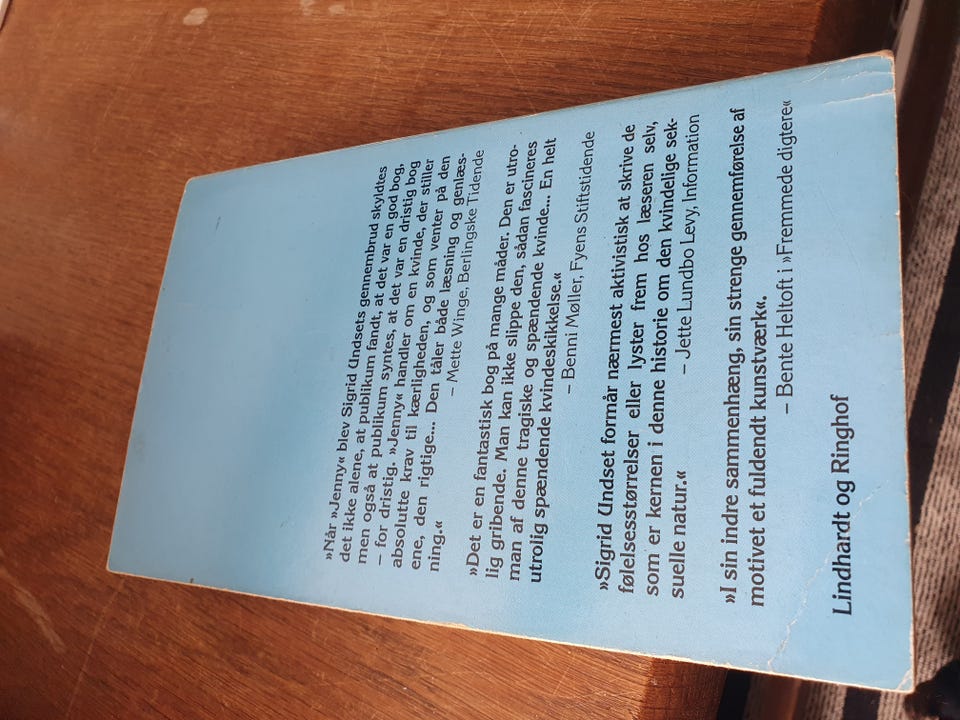 »Når »Jenny« blev Sigrid Undsets gennembrud skyldtes
det ikke alene, at publikum fandt, at det var en god bog,
men også at publikum syntes, at det var en dristig bog
– for dristig. »Jenny« handler om en kvinde, der stiller
absolutte krav til kærligheden, og som venter på den
ene, den rigtige... Den tåler både læsning og genlæs-
ning.«
– Mette Winge, Berlingske Tidende
»Det er en fantastisk bog på mange måder. Den er utro-
lig gribende. Man kan ikke slippe den, sådan fascineres
man af denne tragiske og spændende kvinde... En helt
utrolig spændende kvindeskikkelse.«
– Benni Møller, Fyens Stiftstidende
»Sigrid Undset formår nærmest aktivistisk at skrive de
følelsesstørrelser eller lyster frem hos læseren selv,
som er kernen i denne historie om den kvindelige sek-
suelle natur.«
– Jette Lundbo Levy, Information
»I sin indre sammenhæng, sin strenge gennemførelse af
motivet et fuldendt kunstværk«.
– Bente Heltoft i »Fremmede digtere«
Lindhardt og Ringhof